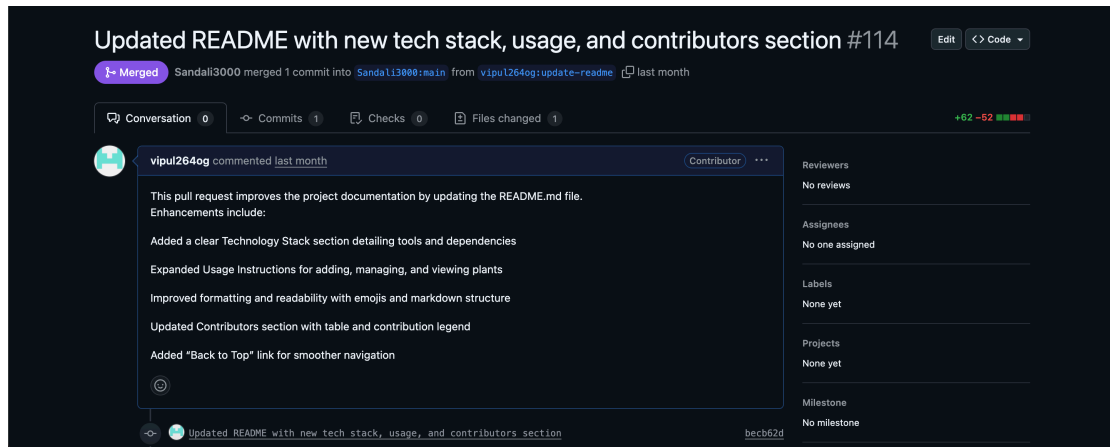 Updated README with new tech stack, usage, and contributors section #114
Edit
<> Code
Merged
Sandali3000 merged 1 commit into Sandali3000:main from vipul264og:update-readme last month
Conversation 0
Commits 1
Checks 0
Files changed 1
+62 −52
vipul264og commented last month
Contributor
This pull request improves the project documentation by updating the README.md file.
Enhancements include:
Added a clear Technology Stack section detailing tools and dependencies
Expanded Usage Instructions for adding, managing, and viewing plants
Improved formatting and readability with emojis and markdown structure
Updated Contributors section with table and contribution legend
Added “Back to Top” link for smoother navigation
Updated README with new tech stack, usage, and contributors section
becb62d
Reviewers
No reviews
Assignees
No one assigned
Labels
None yet
Projects
None yet
Milestone
No milestone